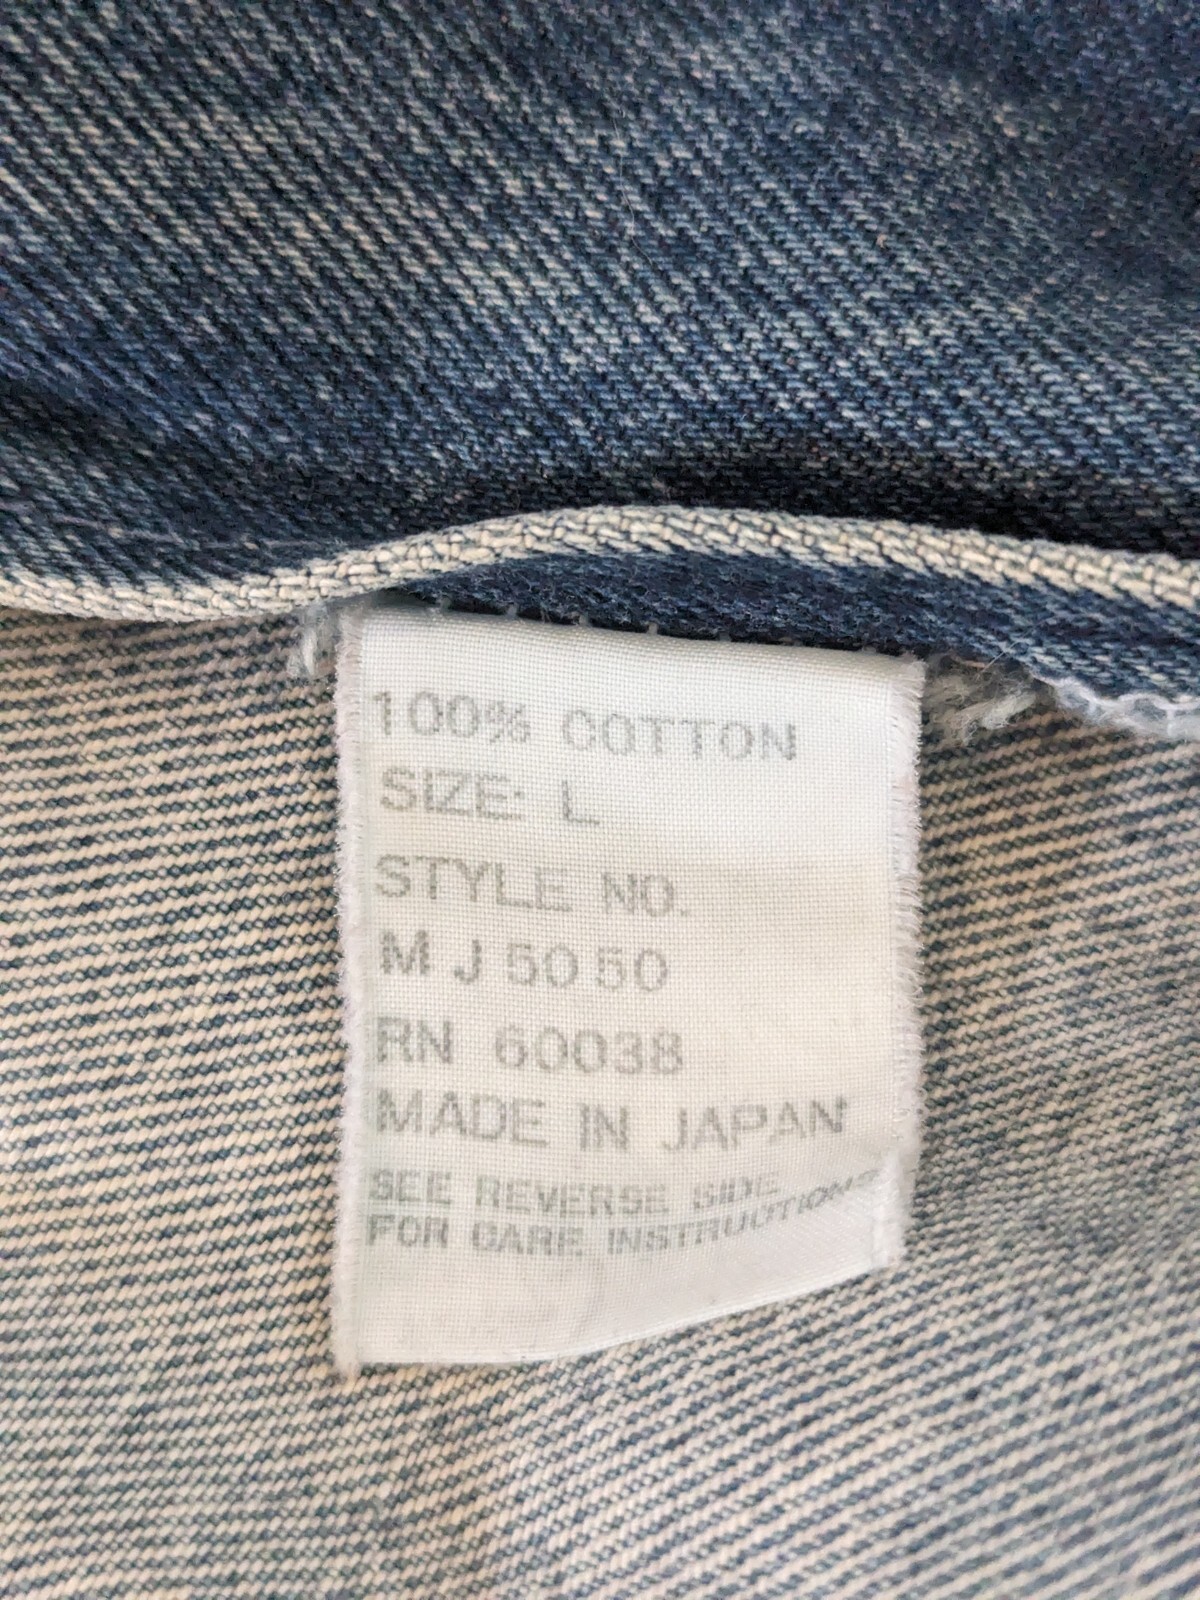 100% COTTON
SIZE: L
STYLE NO.
M J 50 50
RN 60038
MADE IN JAPAN
SEE REVERSE SIDE
FOR CARE INSTRUCTIONS